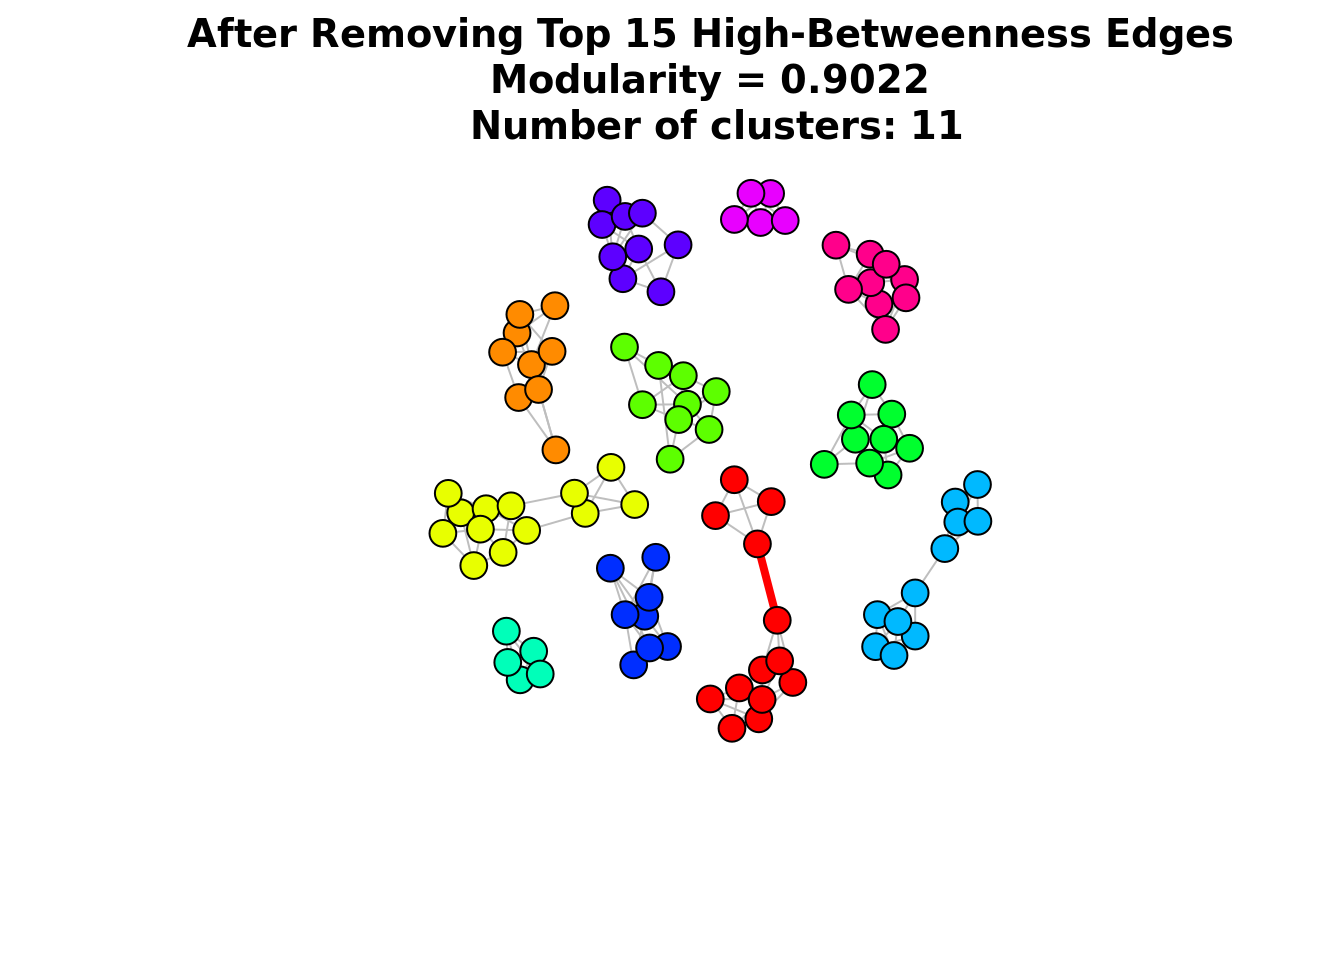 After Removing Top 15 High-Betweenness Edges
Modularity = 0.9022
Number of clusters: 11